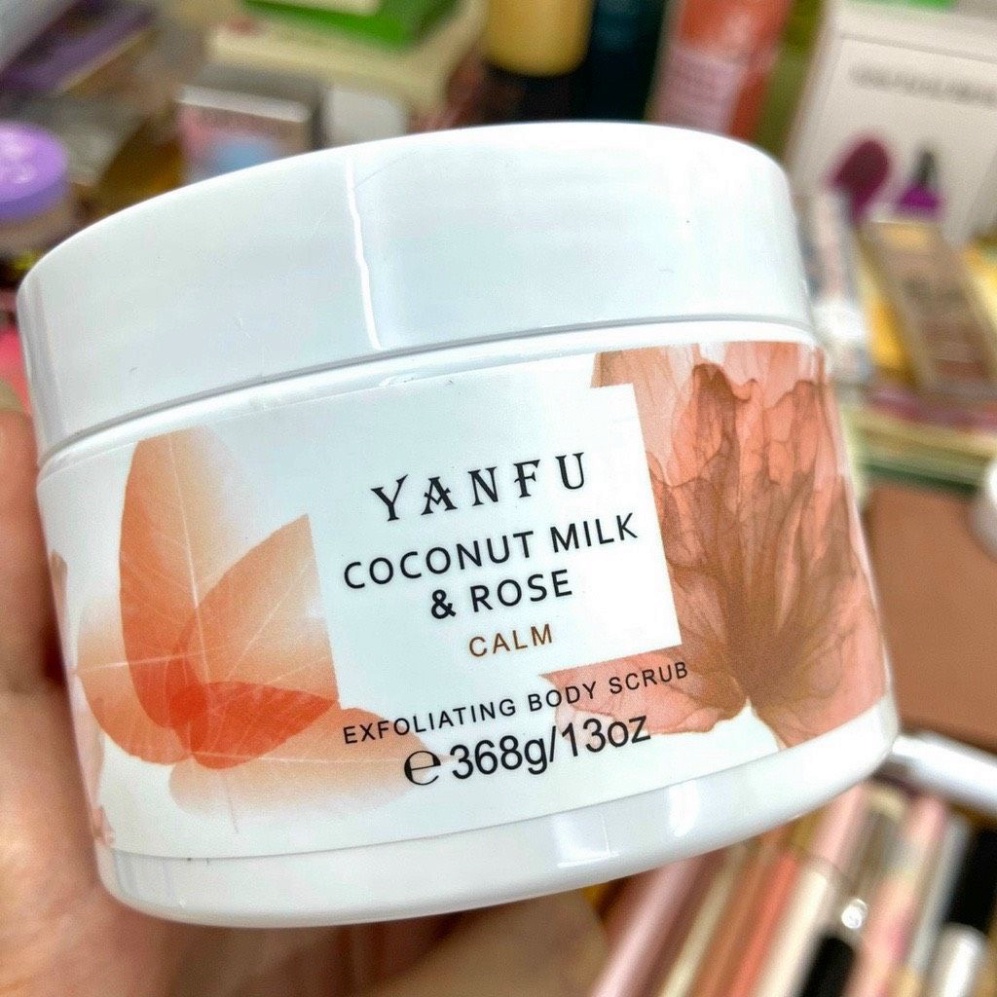 YANFU
COCONUT MILK
& ROSE
CALM
EXFOLIATING BODY SCRUB
℮ 368g/13oz